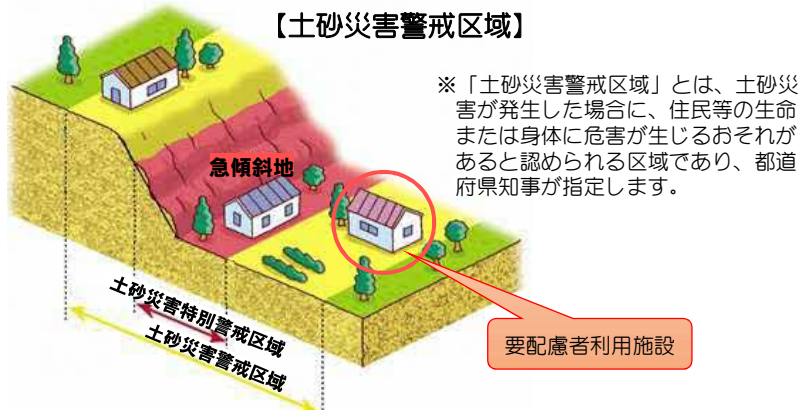 【土砂災害警戒区域】
※「土砂災害警戒区域」とは、土砂災
害が発生した場合に、住民等の生命
または身体に危害が生じるおそれが
あると認められる区域であり、都道
府県知事が指定します。
急傾斜地
土砂災害特別警戒区域
土砂災害警戒区域
要配慮者利用施設